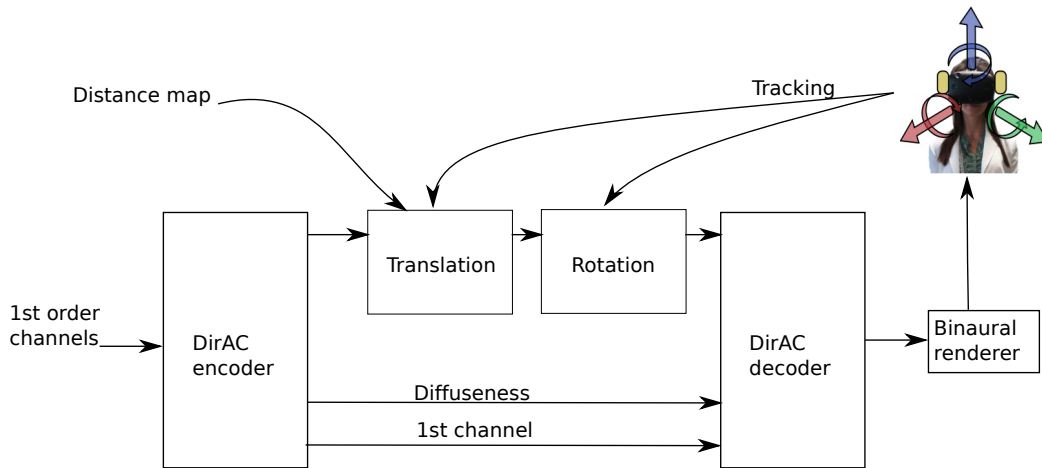 Distance map
Tracking
Translation
Rotation
1st order
channels
DirAC
encoder
DirAC
decoder
Binaural
renderer
Diffuseness
1st channel